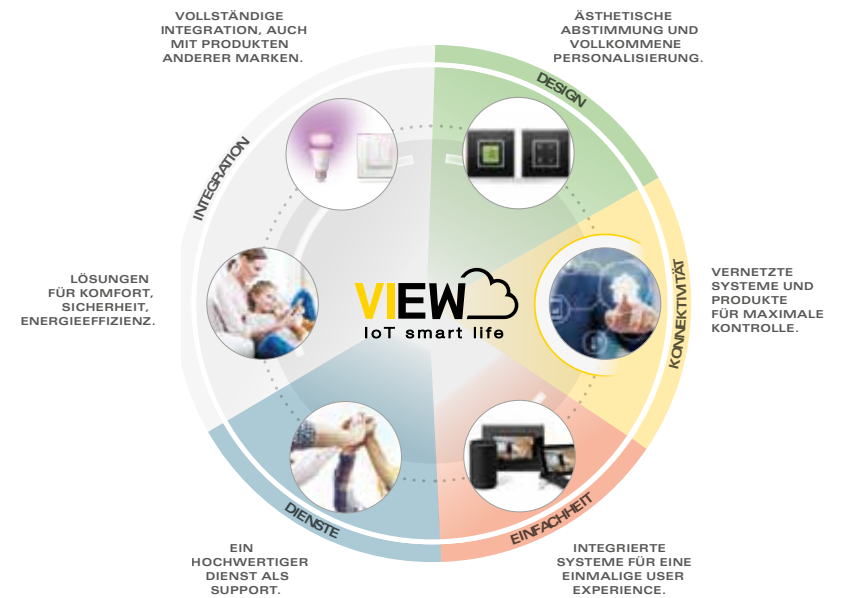 VOLLSTÄNDIGE
INTEGRATION, AUCH
MIT PRODUKTEN
ANDERER MARKEN.
ÄSTHETISCHE
ABSTIMMUNG UND
VOLLKOMMENE
PERSONALISIERUNG.
DESIGN
INTEGRATION
LÖSUNGEN
FÜR KOMFORT,
SICHERHEIT,
ENERGIEEFFIZIENZ.
VIEW
IoT smart life
KONNEKTIVITÄT
VERNETZTE
SYSTEME UND
PRODUKTE
FÜR MAXIMALE
KONTROLLE.
DIENSTE
EINFACHHEIT
EIN
HOCHWERTIGER
DIENST ALS
SUPPORT.
INTEGRIERTE
SYSTEME FÜR EINE
EINMALIGE USER
EXPERIENCE.